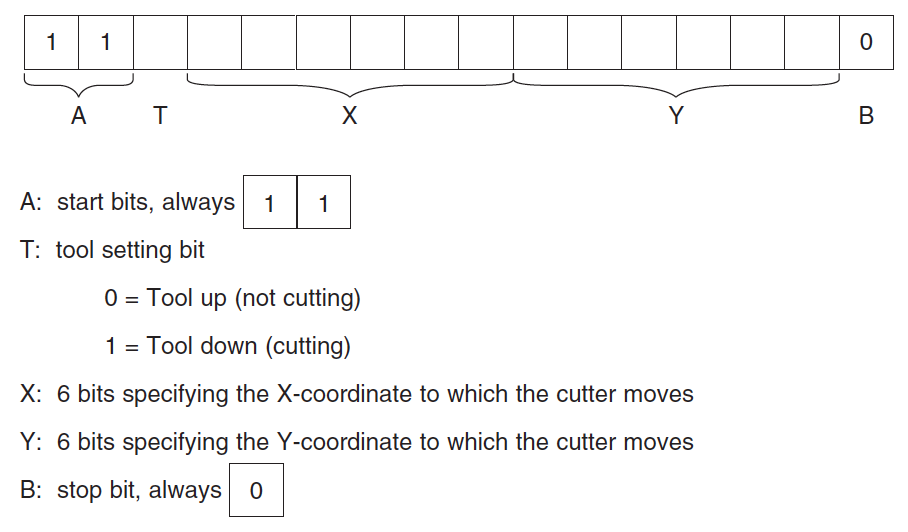 1 1 0
A T X Y B
A: start bits, always 1 1
T: tool setting bit
0 = Tool up (not cutting)
1 = Tool down (cutting)
X: 6 bits specifying the X-coordinate to which the cutter moves
Y: 6 bits specifying the Y-coordinate to which the cutter moves
B: stop bit, always 0